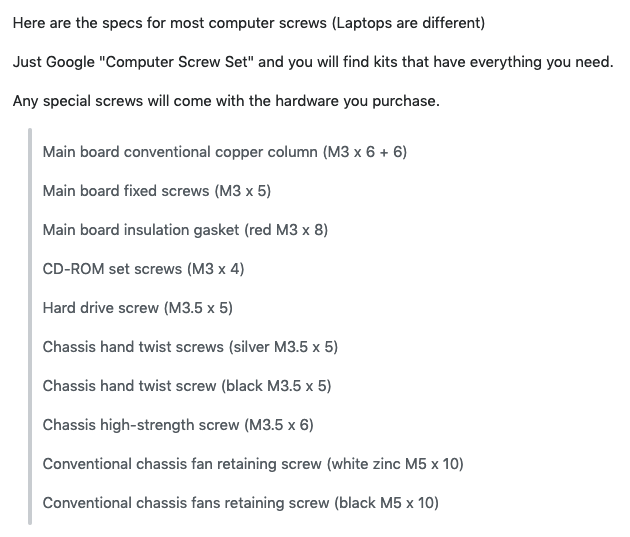 Here are the specs for most computer screws (Laptops are different)
Just Google "Computer Screw Set" and you will find kits that have everything you need.
Any special screws will come with the hardware you purchase.
Main board conventional copper column (M3 x 6 + 6)
Main board fixed screws (M3 x 5)
Main board insulation gasket (red M3 x 8)
CD-ROM set screws (M3 x 4)
Hard drive screw (M3.5 x 5)
Chassis hand twist screws (silver M3.5 x 5)
Chassis hand twist screw (black M3.5 x 5)
Chassis high-strength screw (M3.5 x 6)
Conventional chassis fan retaining screw (white zinc M5 x 10)
Conventional chassis fans retaining screw (black M5 x 10)